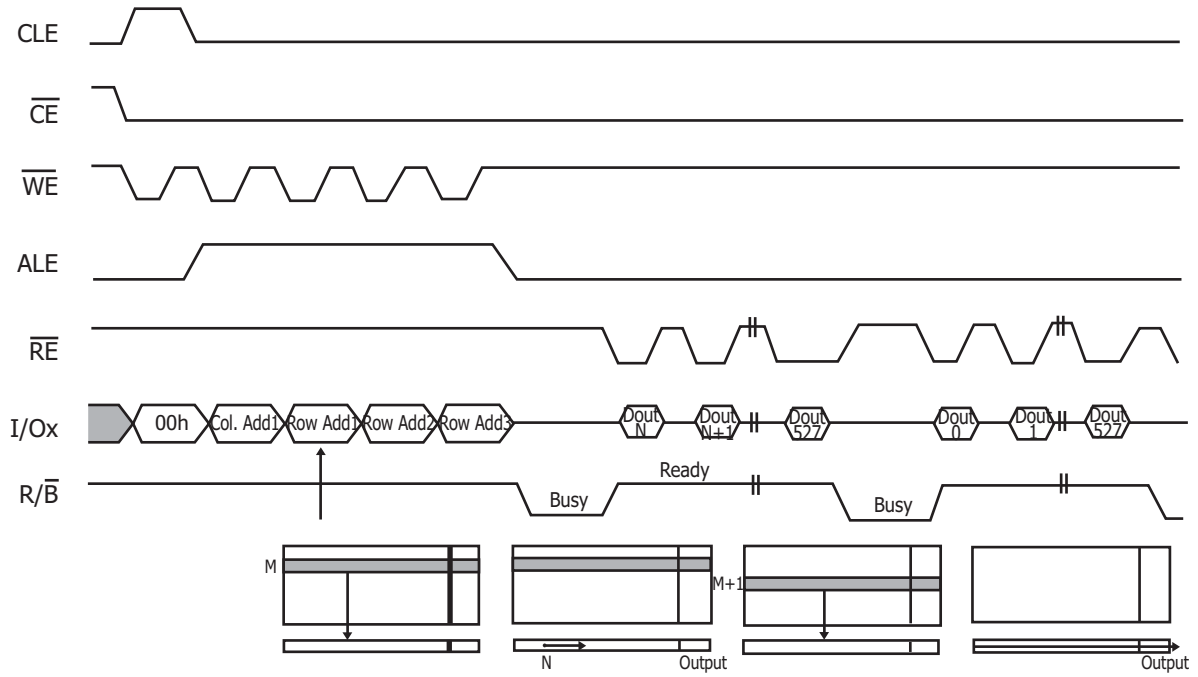 CLE
CE
WE
ALE
RE
I/Ox 00h Col. Add1 Row Add1 Row Add2 Row Add3 Dout N Dout N+1 Dout 527 Dout 0 Dout 1 Dout 527
R/B Busy Ready Busy
M M+1
N Output Output